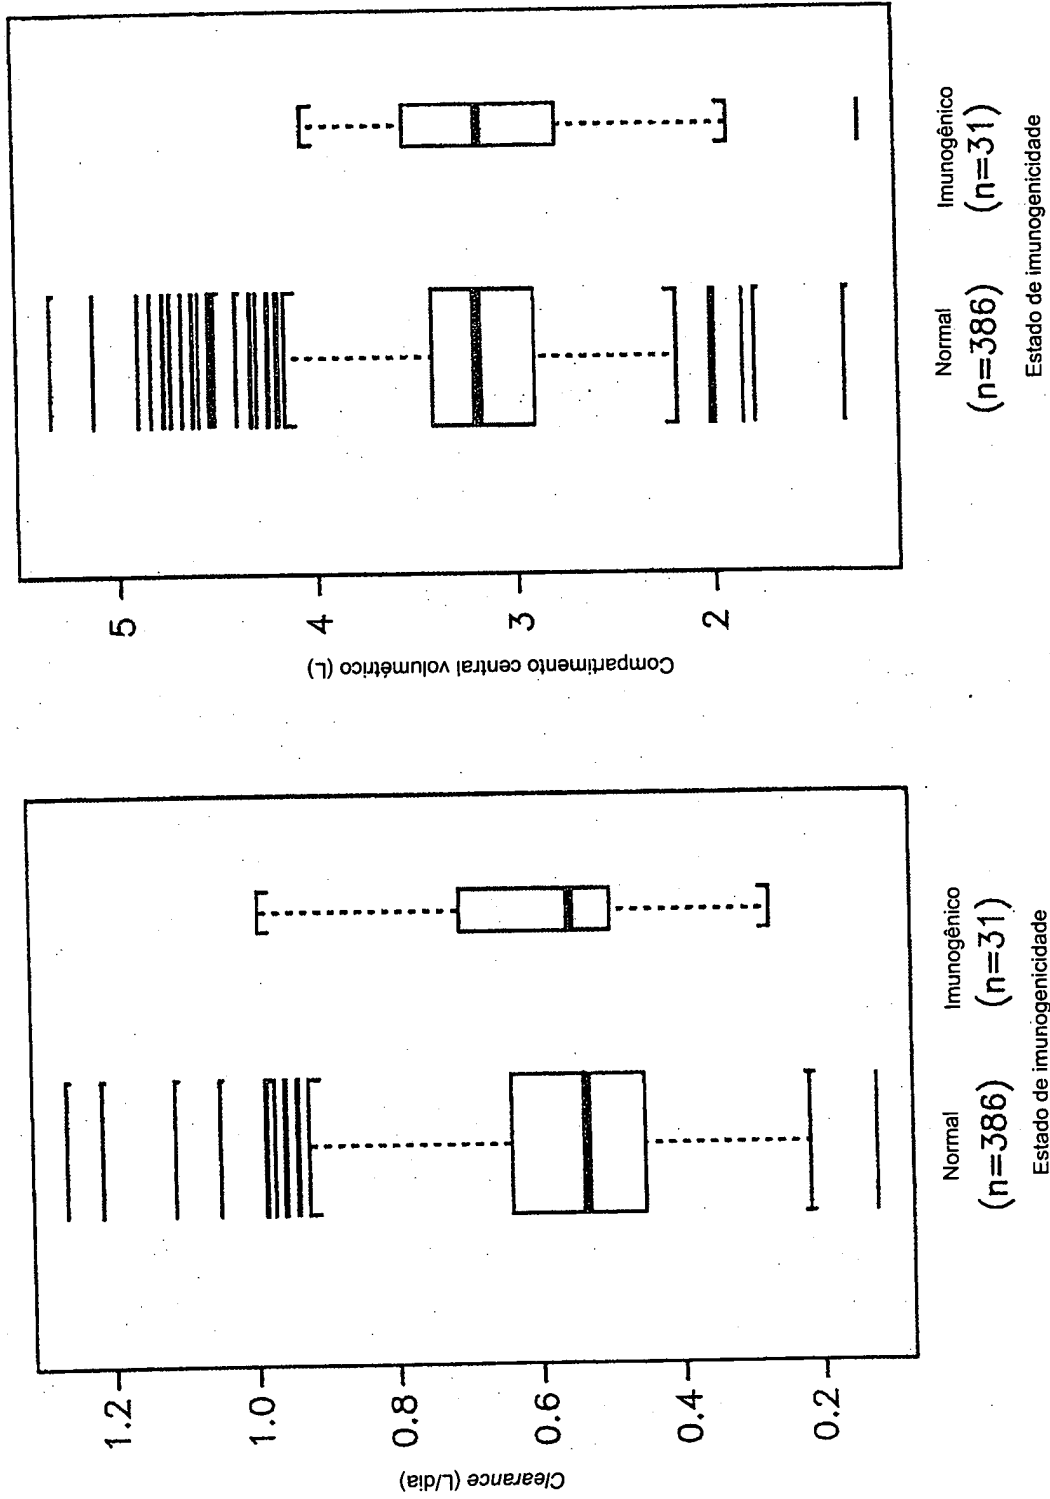 5
4
3
2
Compartimento central volumétrico (L)
Normal
(n=386)
Imunogênico
(n=31)
Estado de imunogenicidade
1.2
1.0
0.8
0.6
0.4
0.2
Clearance (L/dia)
Normal
(n=386)
Imunogênico
(n=31)
Estado de imunogenicidade